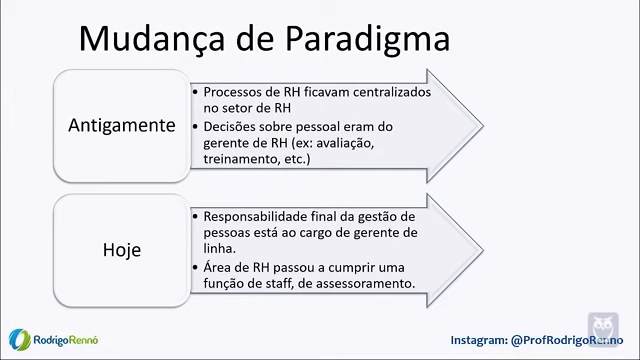 Mudança de Paradigma
Antigamente
• Processos de RH ficavam centralizados
no setor de RH
• Decisões sobre pessoal eram do
gerente de RH (ex: avaliação,
treinamento, etc.)
Hoje
• Responsabilidade final da gestão de
pessoas está ao cargo de gerente de
linha.
• Área de RH passou a cumprir uma
função de staff, de assessoramento.
RodrigoRennó
Instagram: @ProfRodrigoRenno